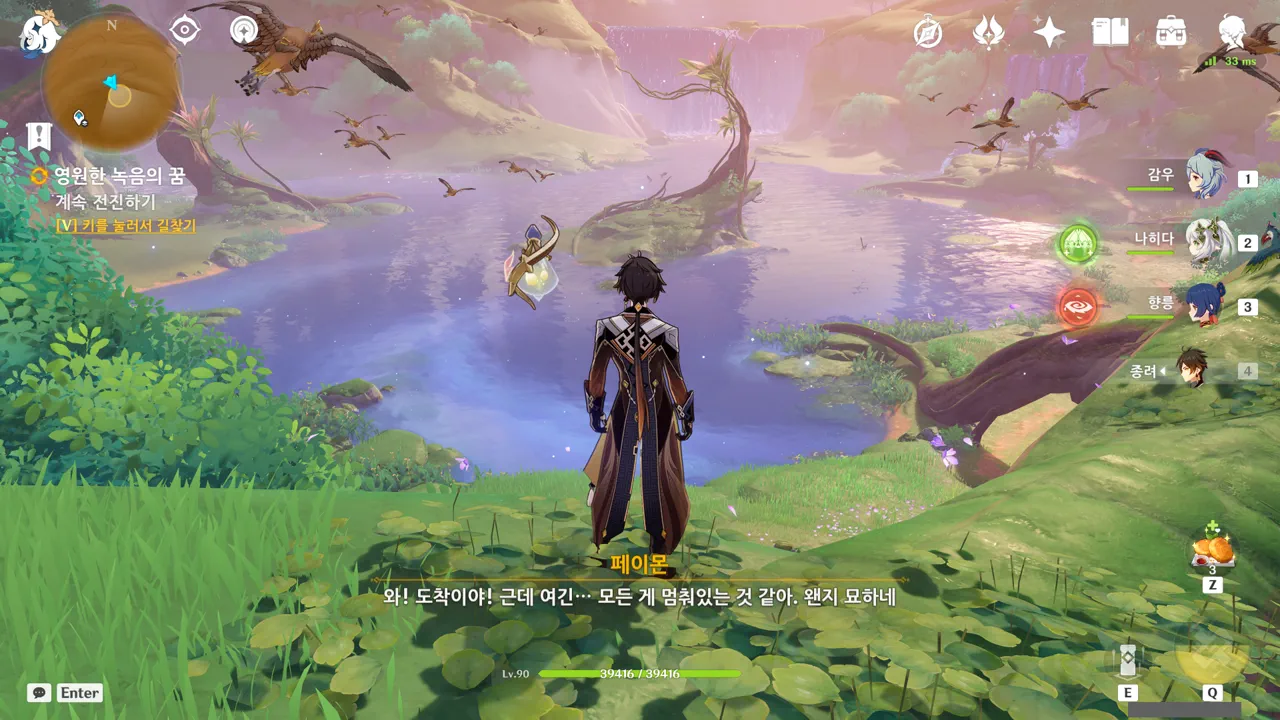 N
33 ms
영원한 녹음의 꿈
계속 전진하기
[V] 키를 눌러서 길찾기
감우
1
나히다
2
향릉
3
종려
4
3
Z
페이몬
와! 도착이야! 근데 여긴… 모든 게 멈춰있는 것 같아. 왠지 묘하네
Lv.90
39416 / 39416
Enter
E
Q